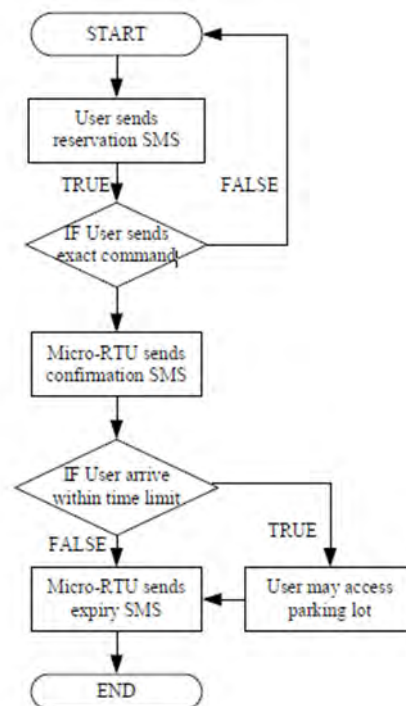 START
User sends
reservation SMS
TRUE
FALSE
IF User sends
exact command
Micro-RTU sends
confirmation SMS
IF User arrive
within time limit
FALSE
TRUE
Micro-RTU sends
expiry SMS
User may access
parking lot
END